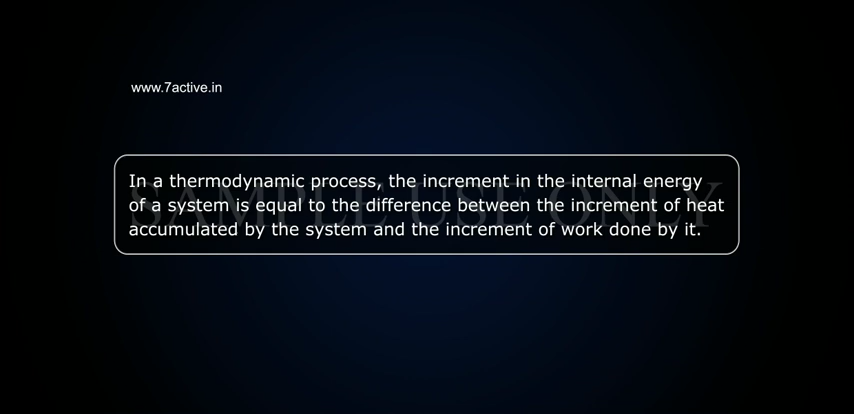 www.7active.in
SAMPLE USE ONLY
In a thermodynamic process, the increment in the internal energy
of a system is equal to the difference between the increment of heat
accumulated by the system and the increment of work done by it.